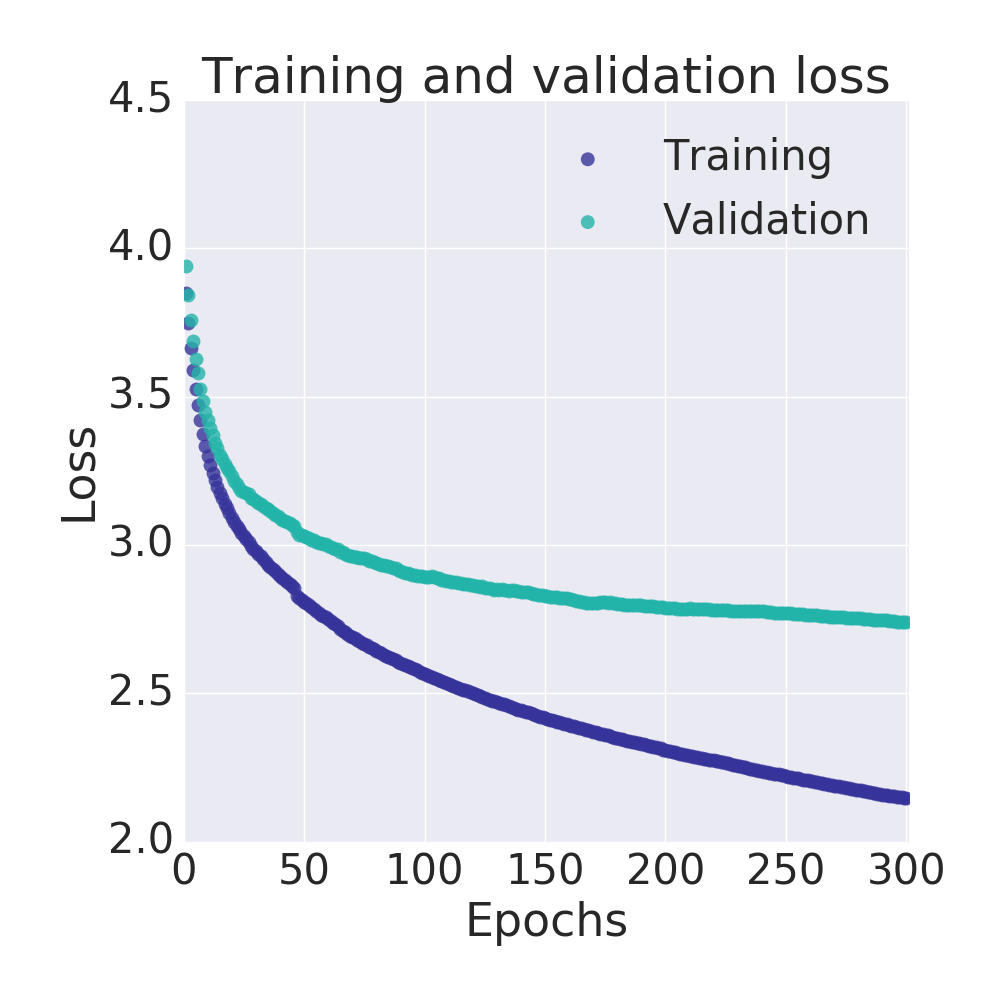 Training and validation loss
4.5
Training
Validation
4.0
3.5
3.0
2.5
2.0
Loss
0 50 100 150 200 250 300
Epochs